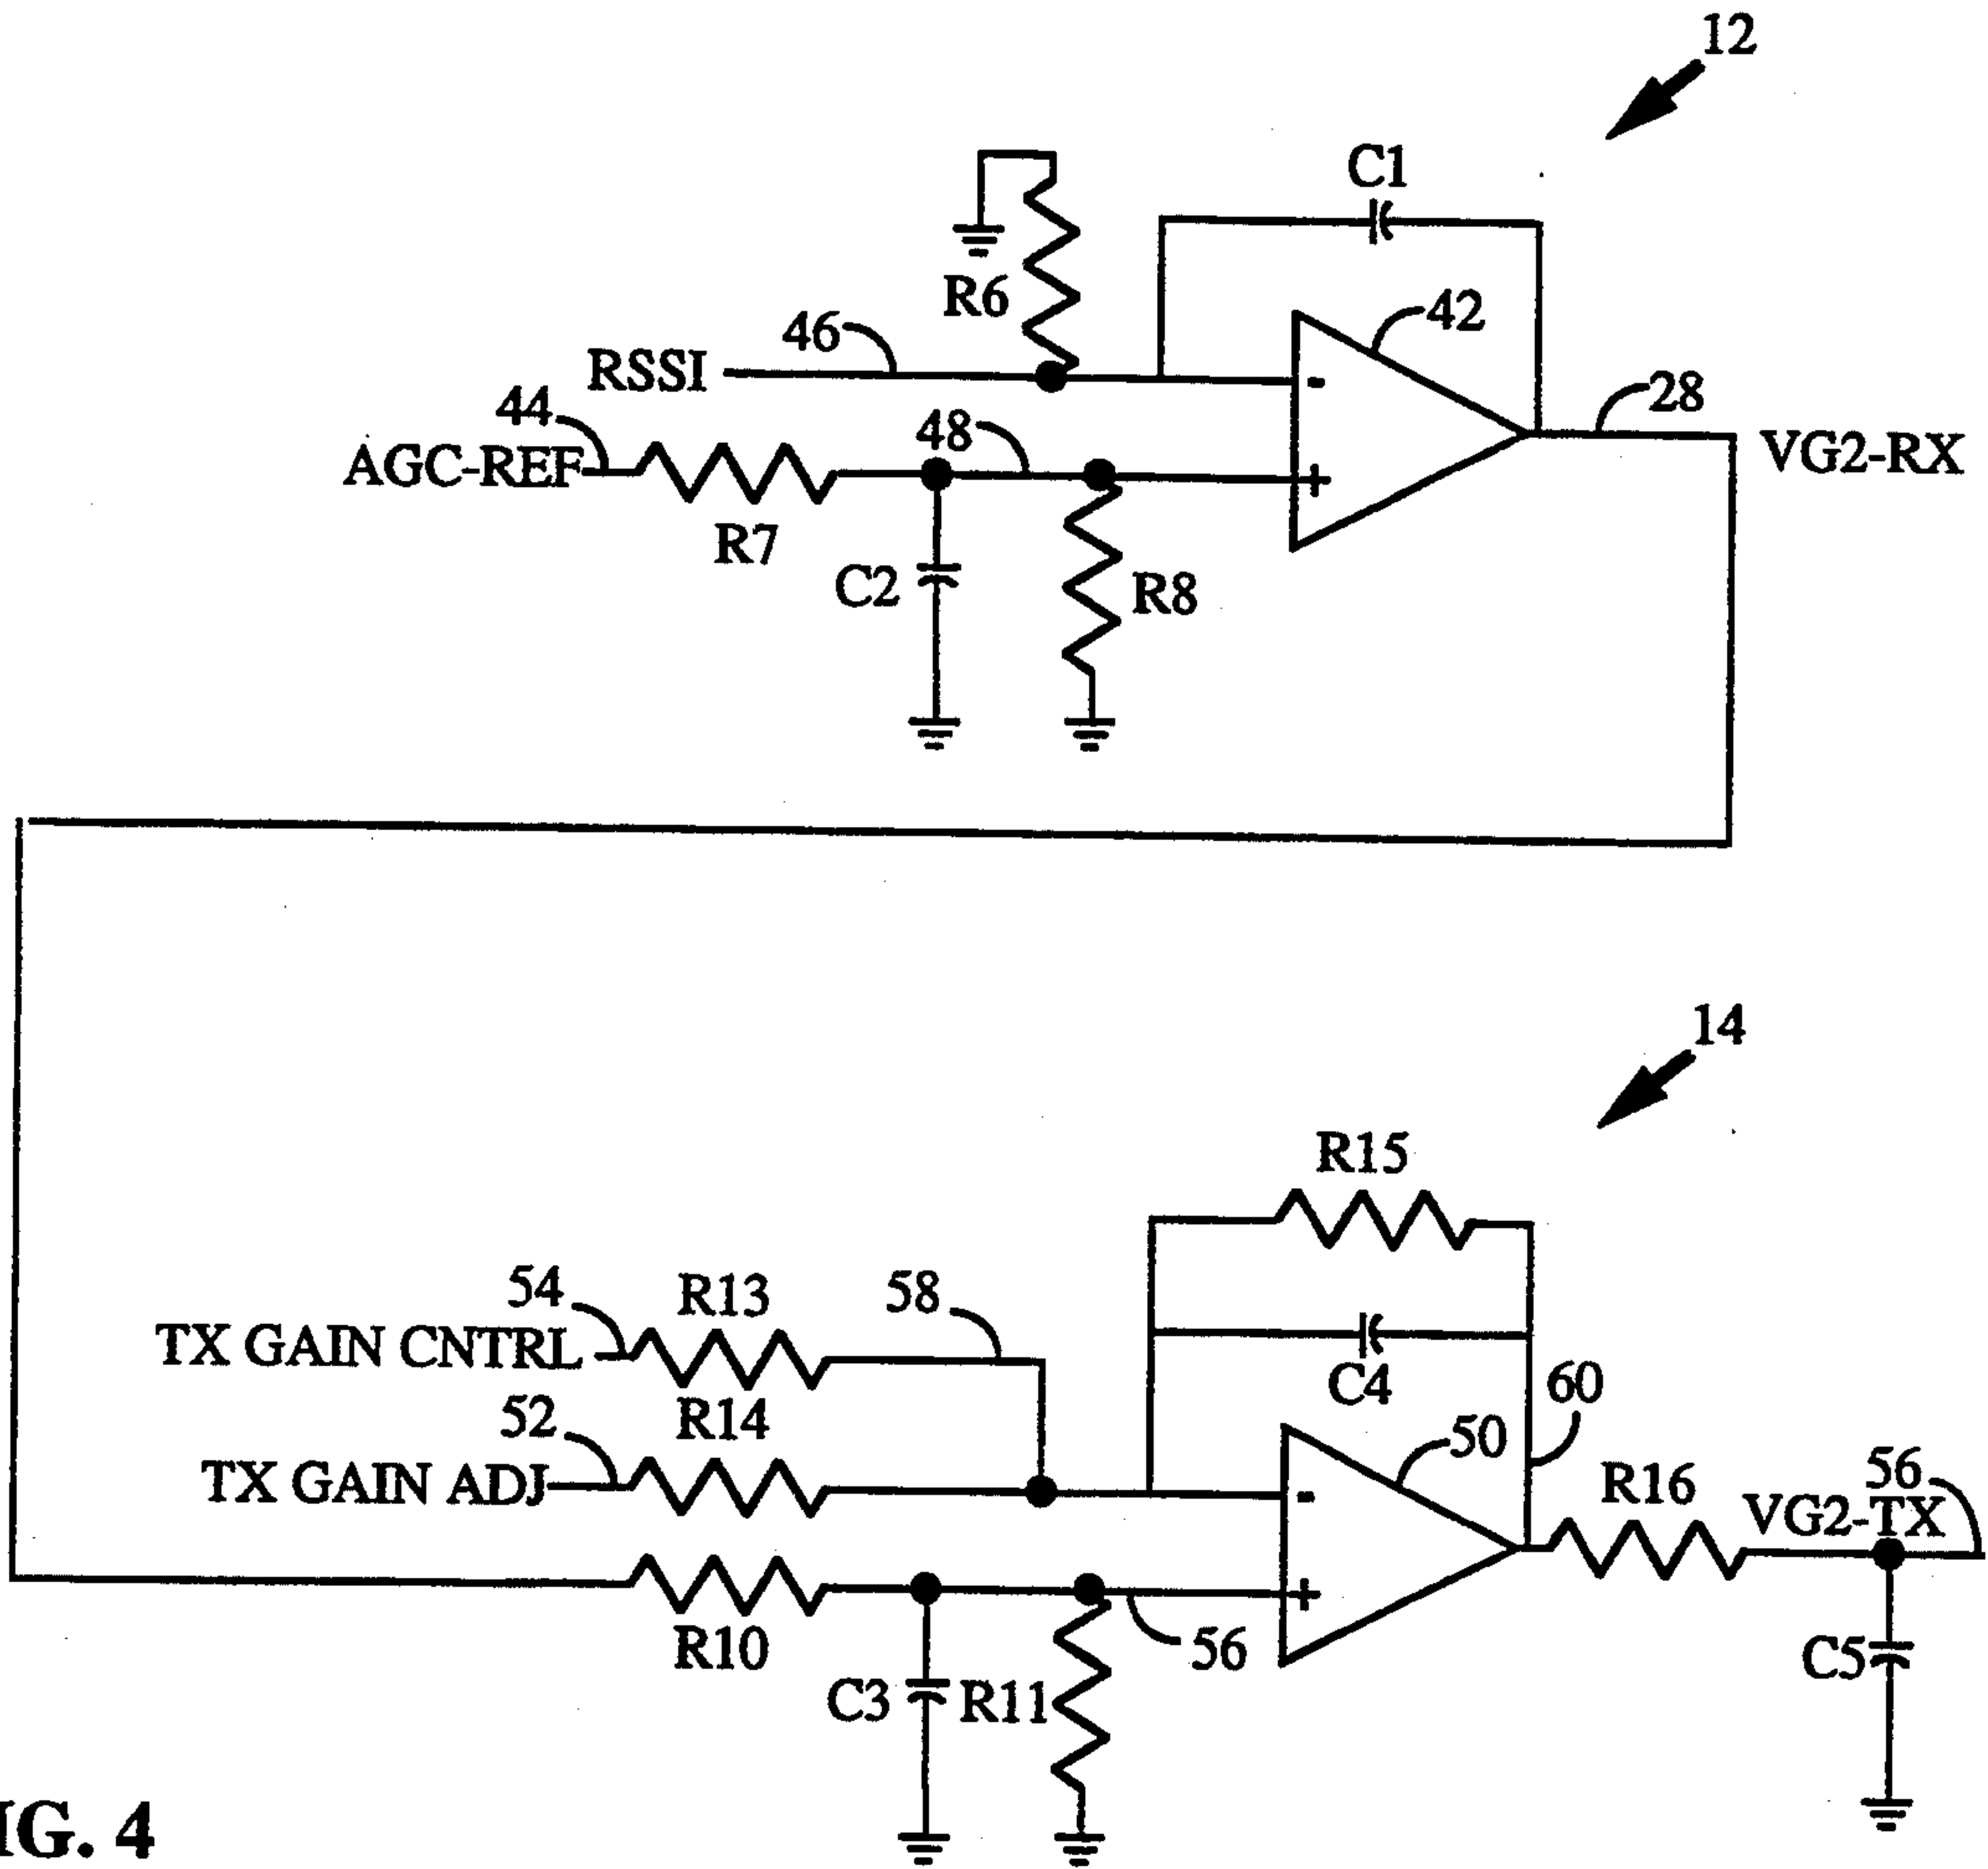 12
C1
R6
42
46
RSSI
28
44
48
AGC-REF
-
VG2-RX
+
R7
C2
R8
14
R15
54
R13
58
TX GAIN CNTRL
C4
60
52
R14
50
56
TX GAIN ADJ
-
R16
VG2-TX
+
R10
56
C3
R11
C5
IG. 4